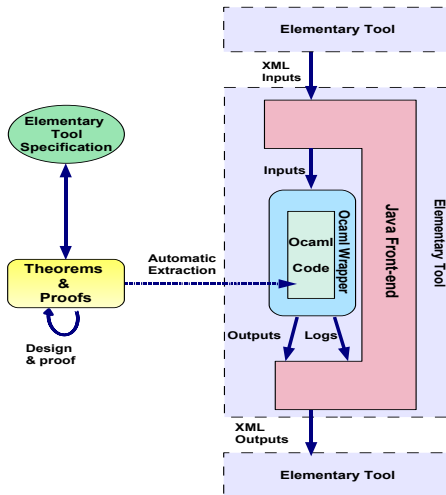 Elementary Tool
XML
Inputs
Elementary
Tool
Specification
Inputs
Ocaml
Code
Ocaml Wrapper
Java Front-end
Elementary Tool
Automatic
Extraction
Theorems
&
Proofs
Design
& proof
Outputs
Logs
XML
Outputs
Elementary Tool